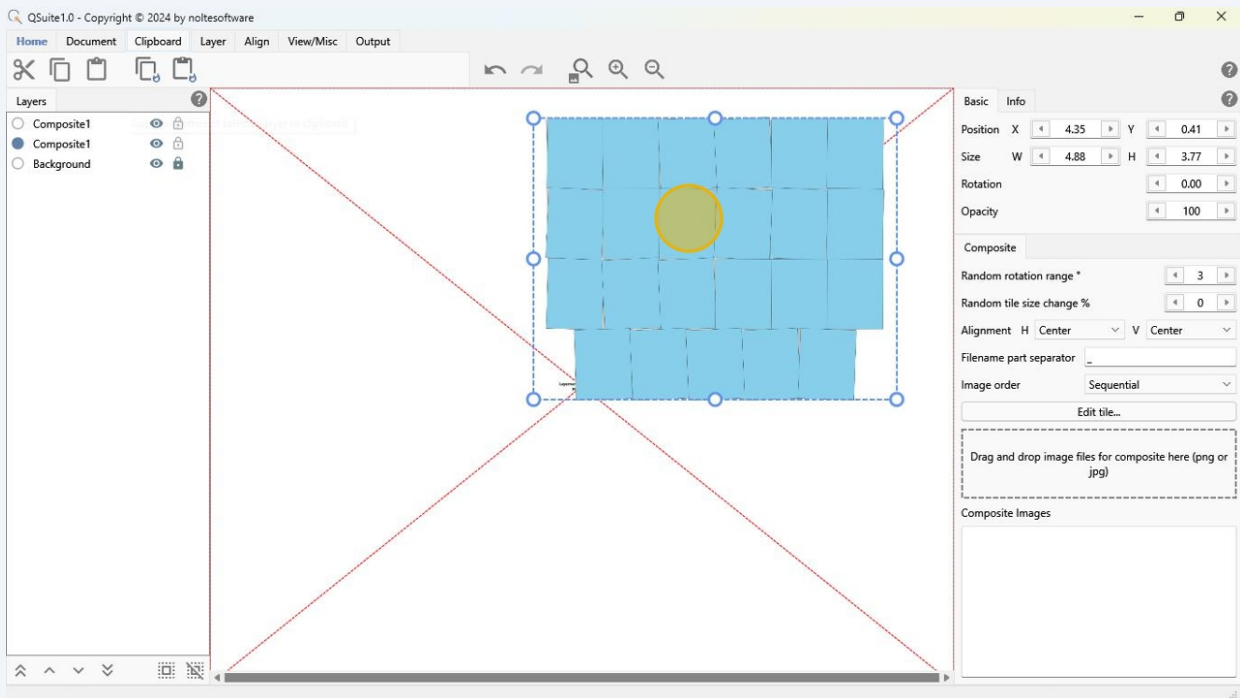 QSuite1.0 - Copyright © 2024 by noltesoftware
Home Document Clipboard Layer Align View/Misc Output
Layers
Composite1
Composite1
Background
Basic Info
Position X 4.35 Y 0.41
Size W 4.88 H 3.77
Rotation 0.00
Opacity 100
Composite
Random rotation range ° 3
Random tile size change % 0
Alignment H Center V Center
Filename part separator _
Image order Sequential
Edit tile...
Drag and drop image files for composite here (png or
jpg)
Composite Images